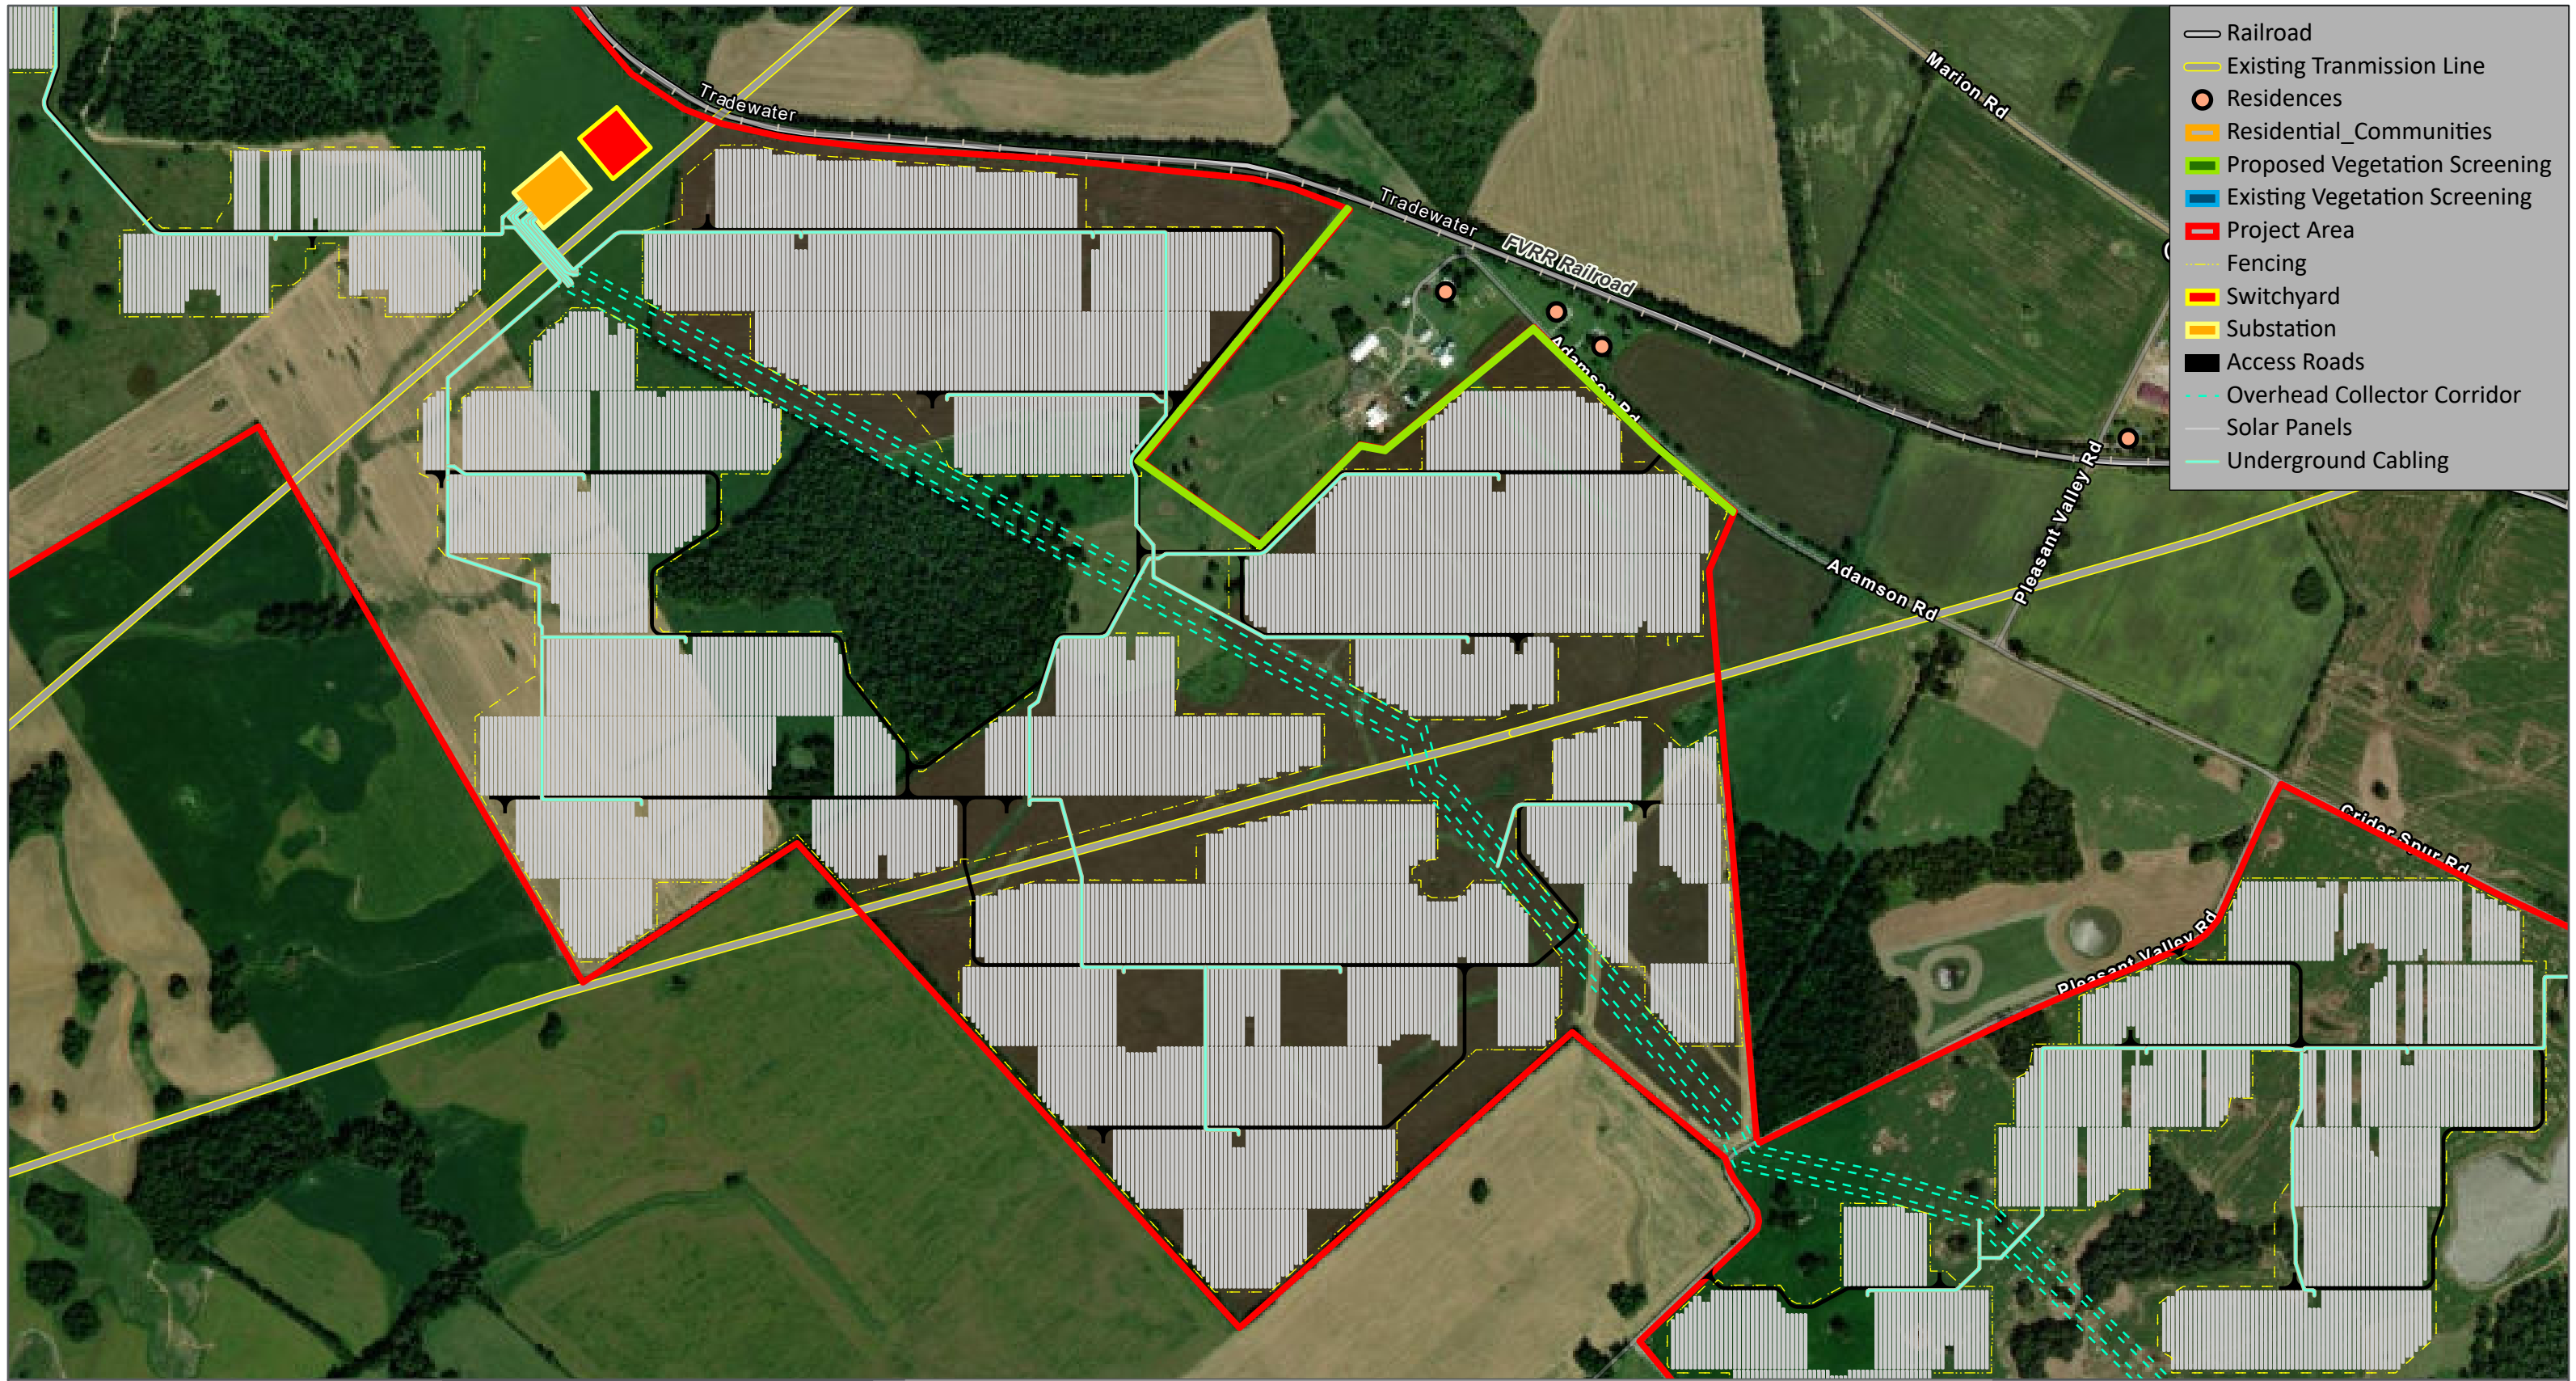 Railroad
Existing Tranmission Line
Residences
Residential_Communities
Proposed Vegetation Screening
Existing Vegetation Screening
Project Area
Fencing
Switchyard
Substation
Access Roads
Overhead Collector Corridor
Solar Panels
Underground Cabling
Marion Rd
Tradewater
Tradewater
FVRR Railroad
Adamson Rd
Pleasant Valley Rd
Adamson Rd
Crider Spur Rd
Pleasant Valley Rd